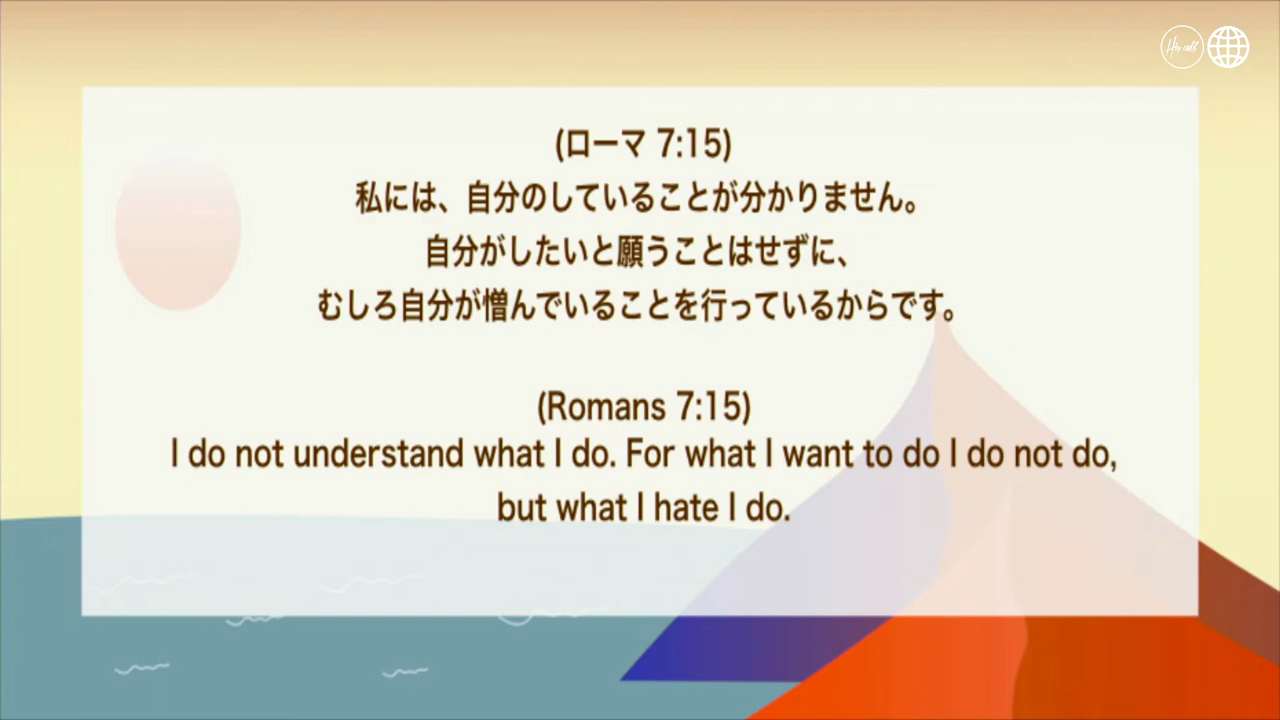 His call
(ローマ 7:15)
私には、自分のしていることが分かりません。
自分がしたいと願うことはせずに、
むしろ自分が憎んでいることを行っているからです。
(Romans 7:15)
I do not understand what I do. For what I want to do I do not do,
but what I hate I do.